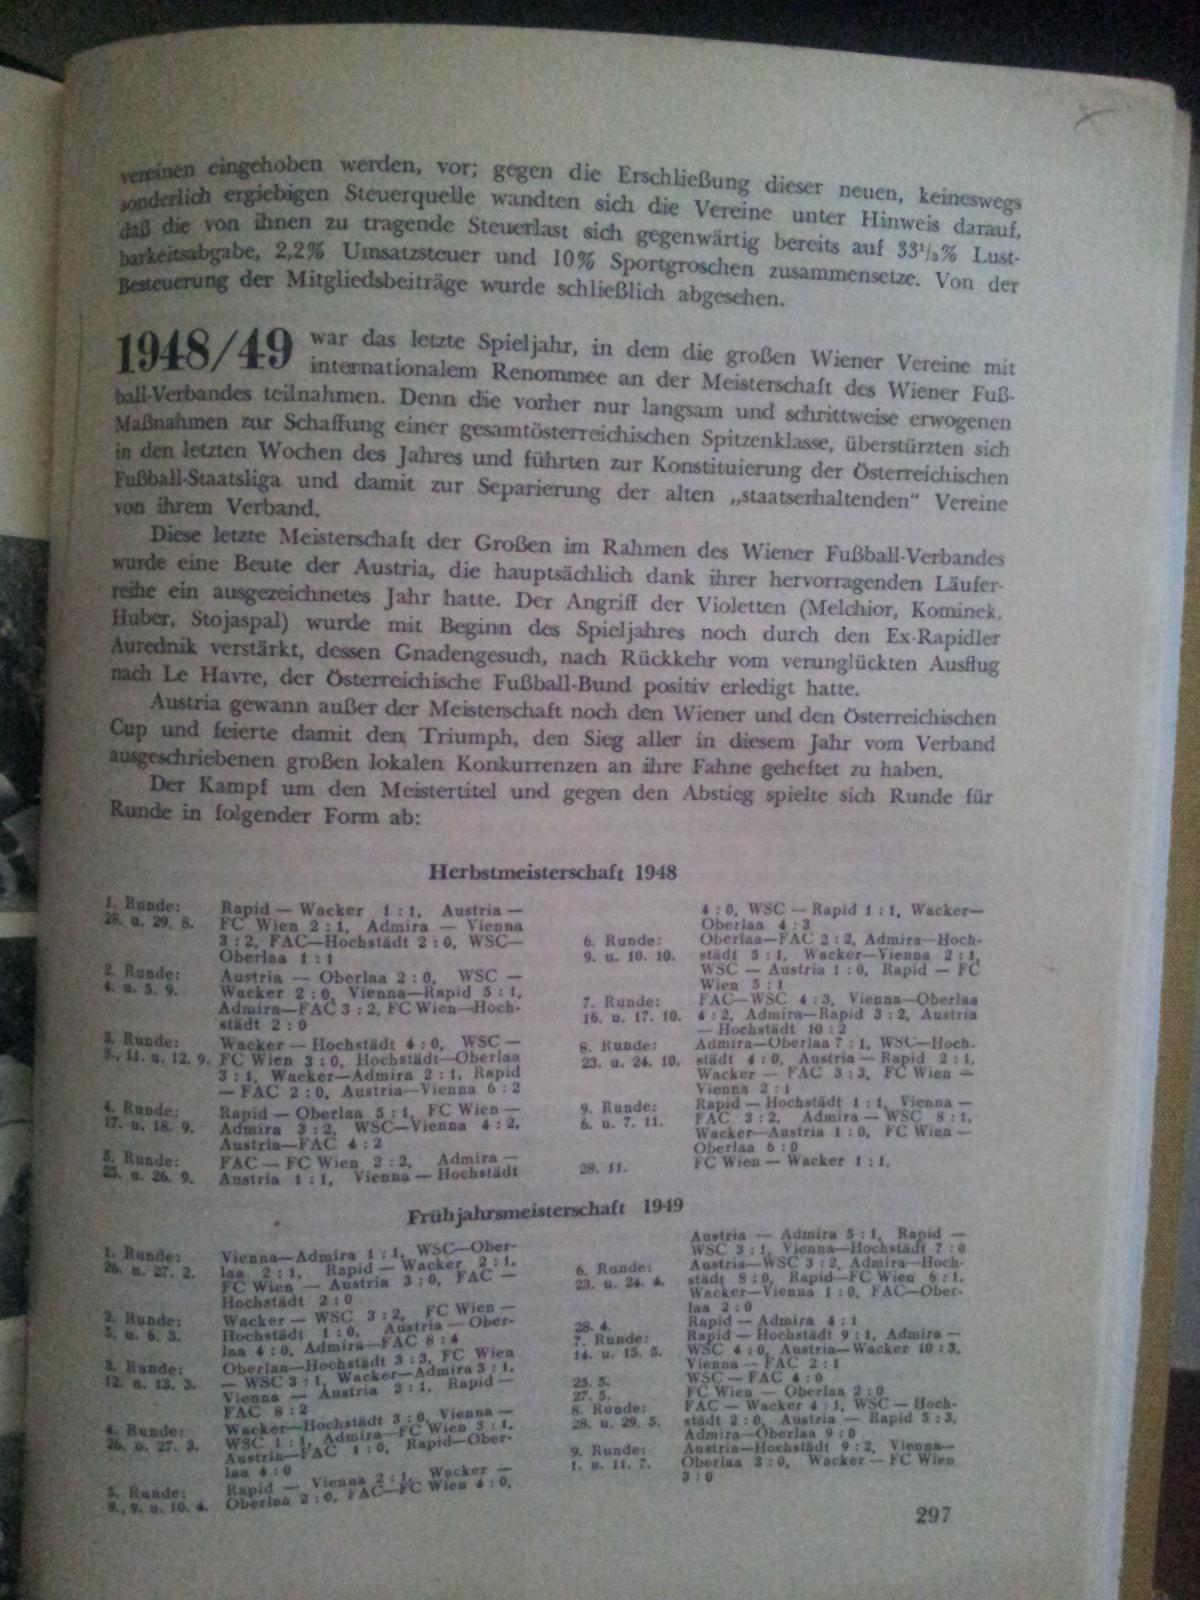 vereinen eingehoben werden, vor; gegen die Erschließung dieser neuen, keineswegs
sonderlich ergiebigen Steuerquelle wandten sich die Vereine unter Hinweis darauf,
daß die von ihnen zu tragende Steuerlast sich gegenwärtig bereits auf 33¹/₃% Lust-
barkeitsabgabe, 2,2% Umsatzsteuer und 10% Sportgroschen zusammensetze. Von der
Besteuerung der Mitgliedsbeiträge wurde schließlich abgesehen.
1948/49 war das letzte Spieljahr, in dem die großen Wiener Vereine mit
internationalem Renommee an der Meisterschaft des Wiener Fuß-
ball-Verbandes teilnahmen. Denn die vorher nur langsam und schrittweise erwogenen
Maßnahmen zur Schaffung einer gesamtösterreichischen Spitzenklasse, überstürzten sich
in den letzten Wochen des Jahres und führten zur Konstituierung der Österreichischen
Fußball-Staatsliga und damit zur Separierung der alten „staatserhaltenden“ Vereine
von ihrem Verband.
Diese letzte Meisterschaft der Großen im Rahmen des Wiener Fußball-Verbandes
wurde eine Beute der Austria, die hauptsächlich dank ihrer hervorragenden Läufer-
reihe ein ausgezeichnetes Jahr hatte. Der Angriff der Violetten (Melchior, Kominek,
Huber, Stojaspal) wurde mit Beginn des Spieljahres noch durch den Ex-Rapidler
Aurednik verstärkt, dessen Gnadengesuch, nach Rückkehr vom verunglückten Ausflug
nach Le Havre, der Österreichische Fußball-Bund positiv erledigt hatte.
Austria gewann außer der Meisterschaft noch den Wiener und den Österreichischen
Cup und feierte damit den Triumph, den Sieg aller in diesem Jahr vom Verband
ausgeschriebenen großen lokalen Konkurrenzen an ihre Fahne geheftet zu haben.
Der Kampf um den Meistertitel und gegen den Abstieg spielte sich Runde für
Runde in folgender Form ab:
Herbstmeisterschaft 1948
1. Runde: Rapid — Wacker 1 : 1, Austria —
28. u. 29. 8. FC Wien 2 : 1, Admira — Vienna
3 : 2, FAC—Hochstädt 2 : 0, WSC—
Oberlaa 1 : 1
2. Runde: Austria — Oberlaa 2 : 0, WSC —
4. u. 5. 9. Wacker 2 : 0, Vienna—Rapid 5 : 1,
Admira—FAC 3 : 2, FC Wien—Hoch-
städt 2 : 0
3. Runde: Wacker — Hochstädt 4 : 0, WSC —
8., 11. u. 12. 9. FC Wien 3 : 0, Hochstädt—Oberlaa
3 : 1, Wacker—Admira 2 : 1, Rapid
— FAC 2 : 0, Austria—Vienna 6 : 2
4. Runde: Rapid — Oberlaa 5 : 1, FC Wien —
17. u. 18. 9. Admira 3 : 2, WSC—Vienna 4 : 2,
Austria—FAC 4 : 2
5. Runde: FAC — FC Wien 2 : 2, Admira —
25. u. 26. 9. Austria 1 : 1, Vienna — Hochstädt
4 : 0, WSC — Rapid 1 : 1, Wacker—
Oberlaa 4 : 3
6. Runde: Oberlaa—FAC 2 : 2, Admira—Hoch-
9. u. 10. 10. städt 5 : 1, Wacker—Vienna 2 : 1,
WSC — Austria 1 : 0, Rapid — FC
Wien 5 : 1
7. Runde: FAC—WSC 4 : 3, Vienna—Oberlaa
16. u. 17. 10. 4 : 2, Admira—Rapid 3 : 2, Austria
— Hochstädt 10 : 2
8. Runde: Admira—Oberlaa 7 : 1, WSC—Hoch-
23. u. 24. 10. städt 4 : 0, Austria — Rapid 2 : 1,
Wacker — FAC 3 : 3, FC Wien —
Vienna 2 : 1
9. Runde: Rapid — Hochstädt 1 : 1, Vienna —
6. u. 7. 11. FAC 3 : 2, Admira — WSC 8 : 1,
Wacker—Austria 1 : 0, FC Wien —
Oberlaa 6 : 0
28. 11. FC Wien — Wacker 1 : 1.
Frühjahrsmeisterschaft 1949
1. Runde: Vienna—Admira 1 : 1, WSC—Ober-
26. u. 27. 2. laa 2 : 1, Rapid — Wacker 2 : 1,
FC Wien — Austria 3 : 0, FAC —
Hochstädt 2 : 0
2. Runde: Wacker — WSC 3 : 2, FC Wien —
5. u. 6. 3. Hochstädt 1 : 0, Austria — Ober-
laa 4 : 0, Admira—FAC 8 : 4
3. Runde: Oberlaa—Hochstädt 3 : 3, FC Wien
12. u. 13. 3. — WSC 3 : 1, Wacker—Admira 3 : 1,
Vienna — Austria 2 : 1, Rapid —
FAC 8 : 2
4. Runde: Wacker—Hochstädt 3 : 0, Vienna —
26. u. 27. 3. WSC 1 : 1, Admira—FC Wien 3 : 1,
Austria—FAC 1 : 0, Rapid—Ober-
laa 4 : 0
5. Runde: Rapid — Vienna 2 : 1, Wacker —
8., 9. u. 10. 4. Oberlaa 2 : 0, FAC—FC Wien 4 : 0,
Austria — Admira 5 : 1, Rapid —
WSC 3 : 1, Vienna—Hochstädt 7 : 0
6. Runde: Austria—WSC 3 : 2, Admira—Hoch-
23. u. 24. 4. städt 8 : 0, Rapid—FC Wien 6 : 1,
Wacker—Vienna 1 : 0, FAC—Ober-
laa 2 : 0
28. 4. Rapid — Admira 4 : 1
7. Runde: Rapid — Hochstädt 9 : 1, Admira —
14. u. 15. 5. WSC 4 : 0, Austria—Wacker 10 : 3,
Vienna — FAC 2 : 1
25. 5. WSC — FAC 4 : 0
27. 5. FC Wien — Oberlaa 2 : 0
8. Runde: FAC — Wacker 4 : 1, WSC — Hoch-
28. u. 29. 5. städt 2 : 0, Austria — Rapid 5 : 3,
Admira—Oberlaa 9 : 0
9. Runde: Austria—Hochstädt 9 : 2, Vienna—
1. u. 11. 7. Oberlaa 3 : 0, Wacker — FC Wien
3 : 0
297